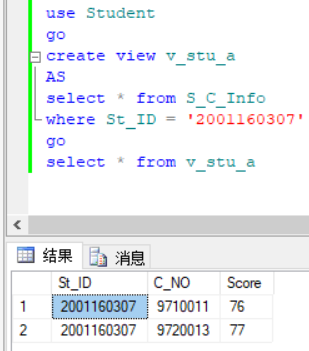 use Student
go
create view v_stu_a
AS
select * from S_C_Info
where St_ID = '2001160307'
go
select * from v_stu_a
结果 消息
St_ID C_NO Score
1 2001160307 9710011 76
2 2001160307 9720013 77